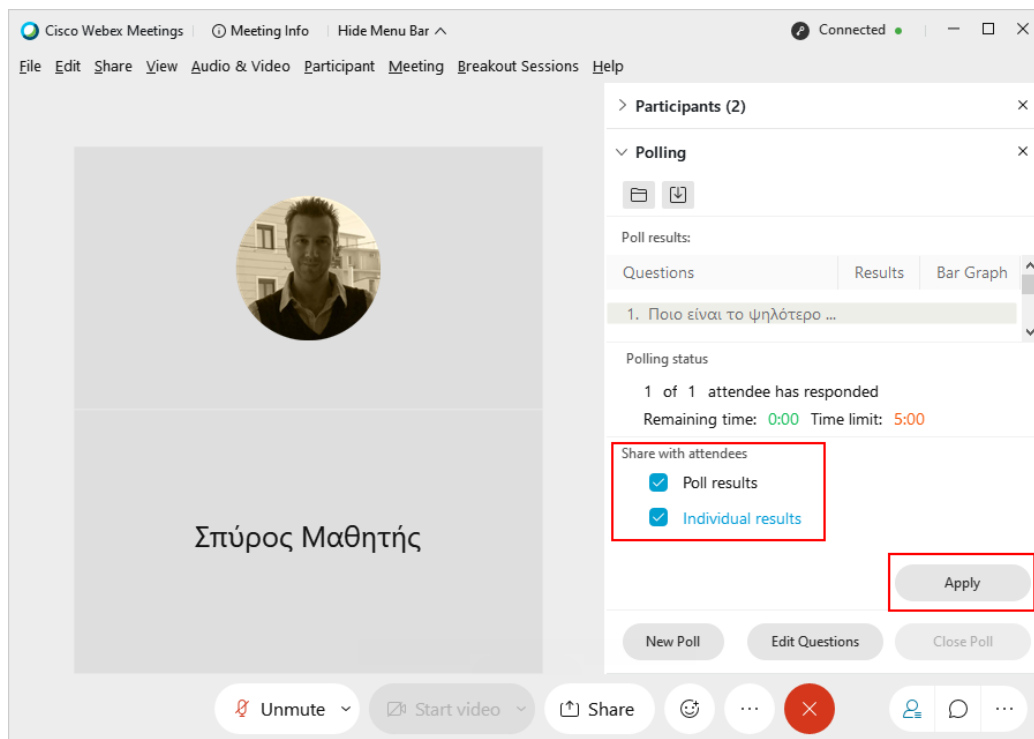 Cisco Webex Meetings Meeting Info Hide Menu Bar Connected
File Edit Share View Audio & Video Participant Meeting Breakout Sessions Help
Participants (2)
Polling
Poll results:
Questions Results Bar Graph
1. Ποιο είναι το ψηλότερο ...
Polling status
1 of 1 attendee has responded
Remaining time: 0:00 Time limit: 5:00
Share with attendees
Poll results
Individual results
Σπύρος Μαθητής
Apply
New Poll Edit Questions Close Poll
Unmute Start video Share